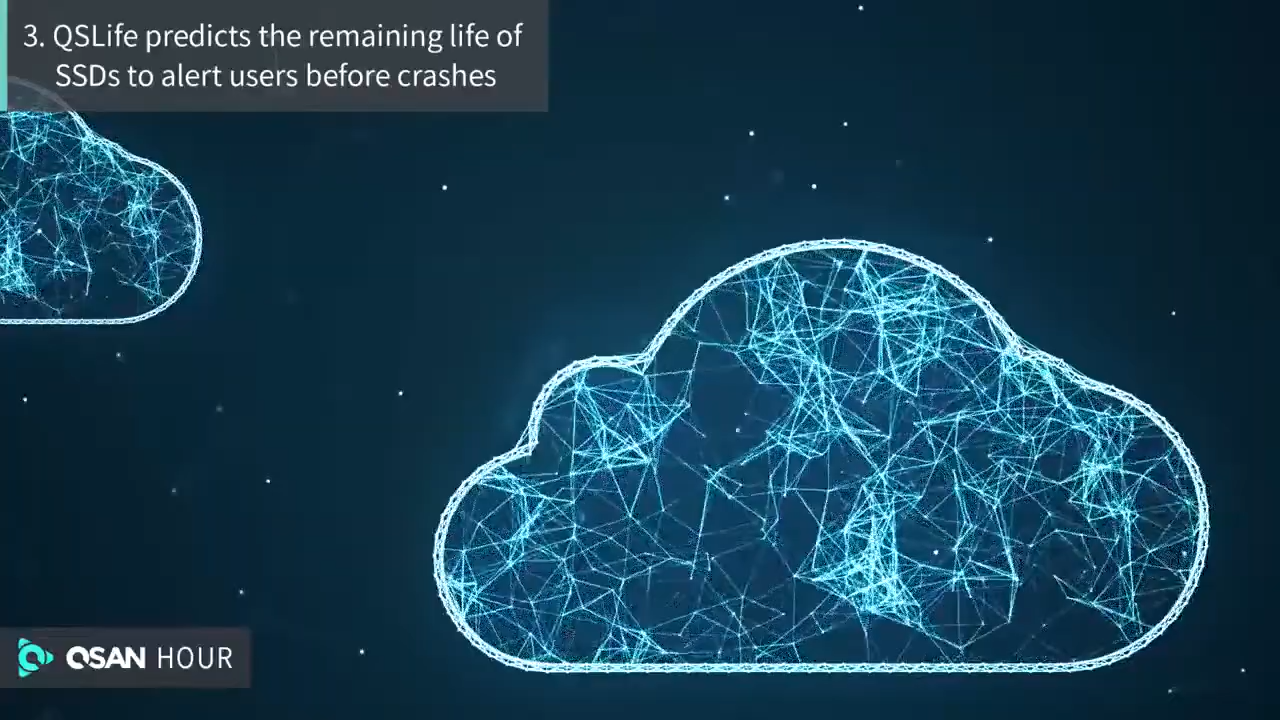 3. QSLife predicts the remaining life of
SSDs to alert users before crashes
QSAN HOUR